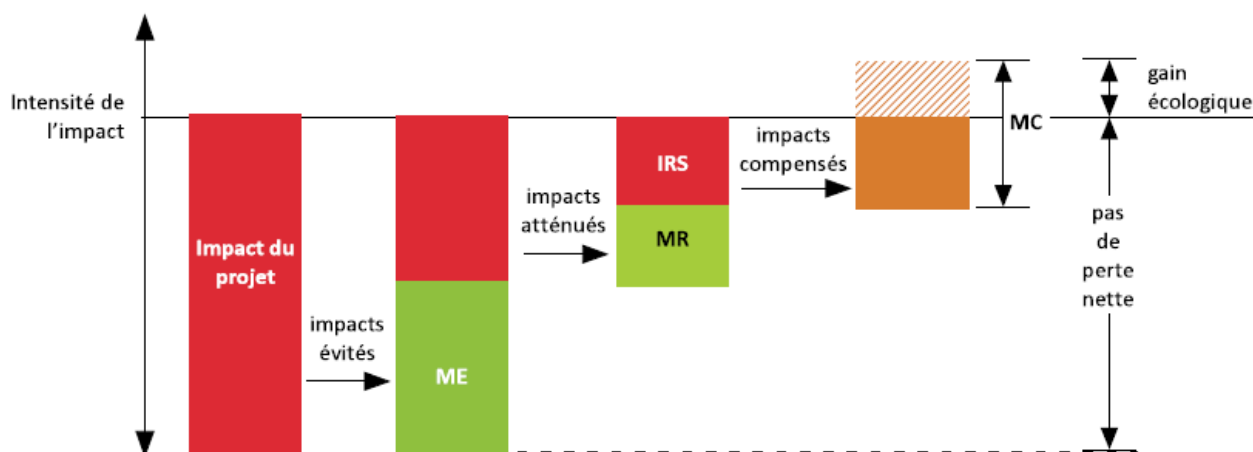 Intensité de
l'impact
Impact du
projet
impacts
évités
ME
impacts
atténués
IRS
MR
impacts
compensés
MC
gain
écologique
pas
de
perte
nette